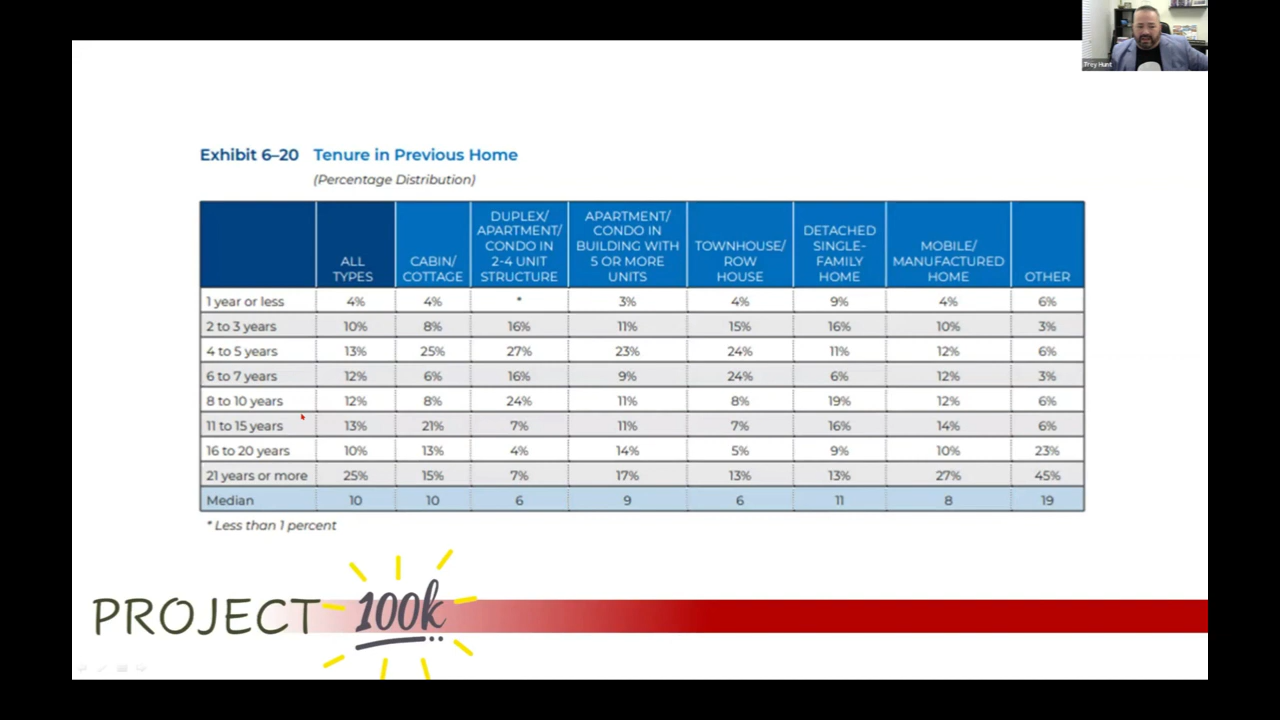 Trey Hunt
Exhibit 6–20 Tenure in Previous Home
(Percentage Distribution)
ALL TYPES CABIN/ COTTAGE DUPLEX/ APARTMENT/ CONDO IN 2-4 UNIT STRUCTURE APARTMENT/ CONDO IN BUILDING WITH 5 OR MORE UNITS TOWNHOUSE/ ROW HOUSE DETACHED SINGLE- FAMILY HOME MOBILE/ MANUFACTURED HOME OTHER
1 year or less 4% 4% * 3% 4% 9% 4% 6%
2 to 3 years 10% 8% 16% 11% 15% 16% 10% 3%
4 to 5 years 13% 25% 27% 23% 24% 11% 12% 6%
6 to 7 years 12% 6% 16% 9% 24% 6% 12% 3%
8 to 10 years 12% 8% 24% 11% 8% 19% 12% 6%
11 to 15 years 13% 21% 7% 11% 7% 16% 14% 6%
16 to 20 years 10% 13% 4% 14% 5% 9% 10% 23%
21 years or more 25% 15% 7% 17% 13% 13% 27% 45%
Median 10 10 6 9 6 11 8 19
* Less than 1 percent
PROJECT 100k